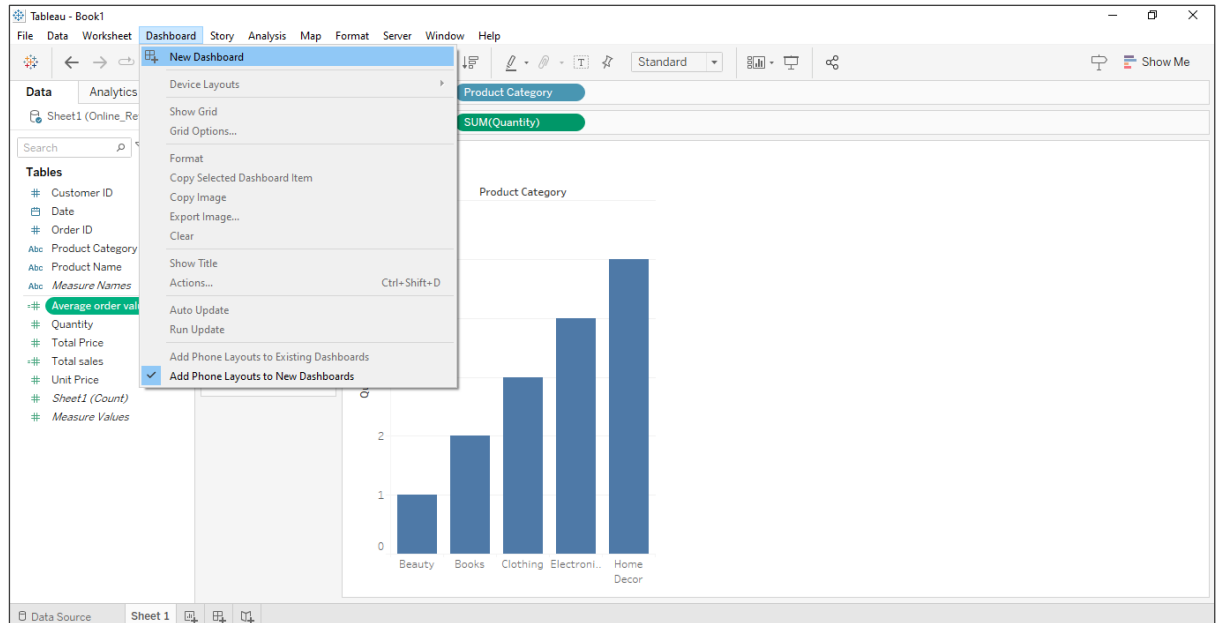 Tableau - Book1
File Data Worksheet Dashboard Story Analysis Map Format Server Window Help
New Dashboard
Standard
Show Me
Data Analytics
Device Layouts
Product Category
Sheet1 (Online_Re
Show Grid
SUM(Quantity)
Grid Options...
Search
Format
Tables
Copy Selected Dashboard Item
Customer ID
Copy Image
Product Category
Date
Export Image...
Order ID
Clear
Abc Product Category
Abc Product Name
Show Title
Abc Measure Names
Actions... Ctrl+Shift+D
=# Average order val
Auto Update
# Quantity
Run Update
# Total Price
Add Phone Layouts to Existing Dashboards
=# Total sales
Add Phone Layouts to New Dashboards
# Unit Price
# Sheet1 (Count)
# Measure Values
2
1
0
Beauty Books Clothing Electroni.. Home Decor
Data Source Sheet 1